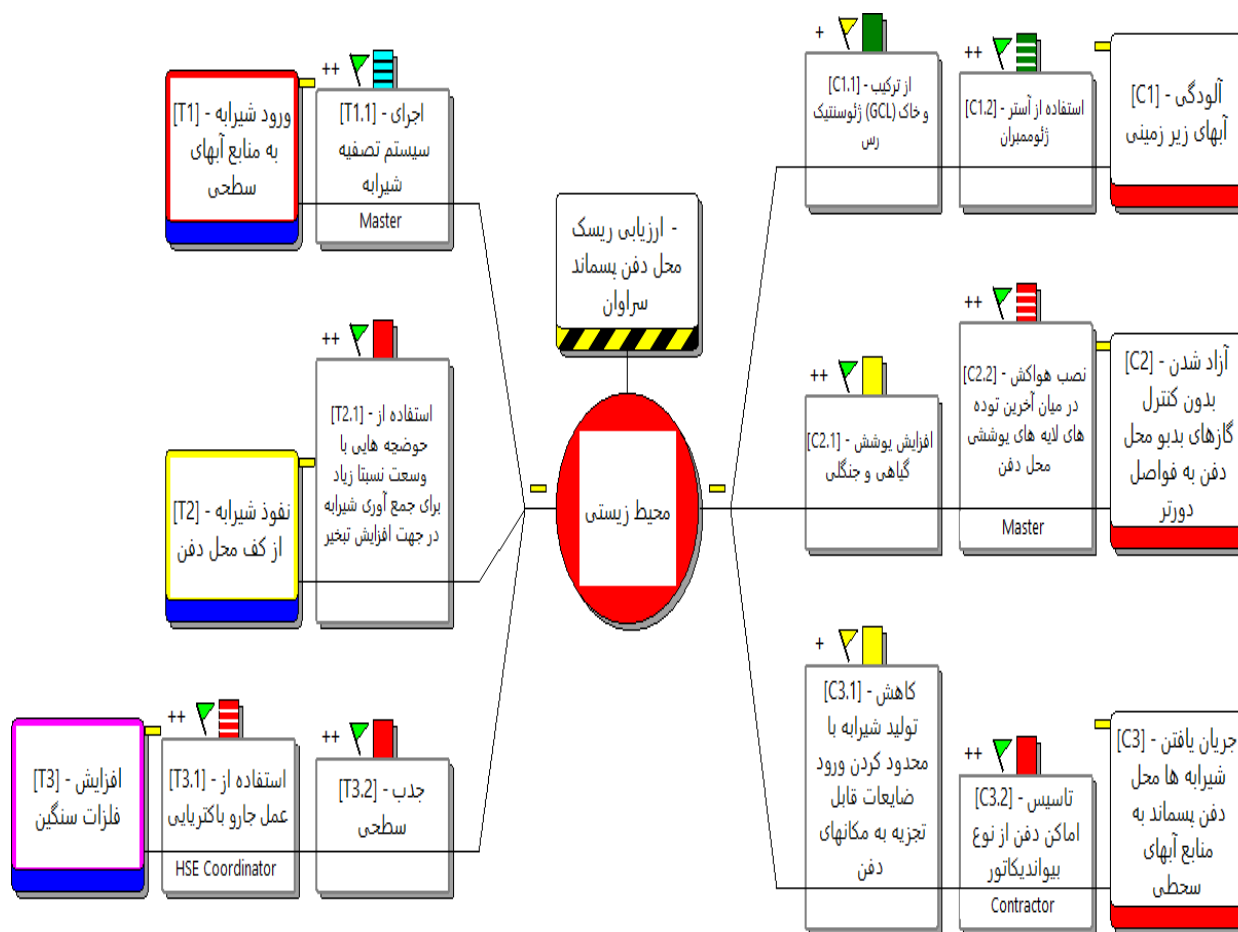 [T1] - ورود شیرابه
به منابع آبهای
سطحی
++
[T1.1] - اجرای
سیستم تصفیه
شیرابه
Master
[T2] - نفوذ شیرابه
از کف محل دفن
++
[T2.1] - استفاده از
حوضچه هایی با
وسعت نسبتا زیاد
برای جمع آوری شیرابه
در جهت افزایش تبخیر
[T3] - افزایش
فلزات سنگین
++
[T3.1] - استفاده از
عمل جارو باکتریایی
HSE Coordinator
++
[T3.2] - جدب
سطحی
- ارزیابی ریسک
محل دفن پسماند
سراوان
محیط زیستی
+
[C1.1] - از ترکیب
ژئوسنتیک (GCL) و خاک
رس
++
[C1.2] - استفاده از آستر
ژئوممبران
[C1] - آلودگی
آبهای زیر زمینی
++
[C2.1] - افزایش پوشش
گیاهی و جنگلی
++
[C2.2] - نصب هواکش
در میان آخرین توده
های لایه های پوششی
محل دفن
Master
[C2] - آزاد شدن
بدون کنترل
گازهای بدبو محل
دفن به فواصل
دورتر
+
[C3.1] - کاهش
تولید شیرابه با
محدود کردن ورود
ضایعات قابل
تجزیه به مکانهای
دفن
++
[C3.2] - تاسیس
اماکن دفن از نوع
بیواندیکاتور
Contractor
[C3] - جریان یافتن
شیرابه ها محل
دفن پسماند به
منابع آبهای
سحطی